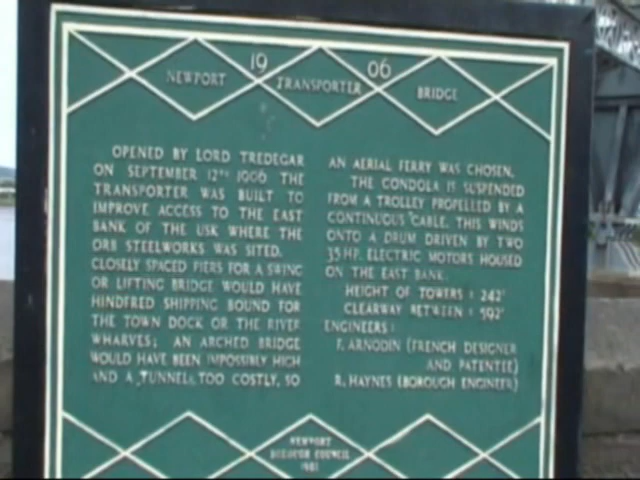 19 06
NEWPORT TRANSPORTER BRIDGE
OPENED BY LORD TREDEGAR
ON SEPTEMBER 12TH 1906 THE
TRANSPORTER WAS BUILT TO
IMPROVE ACCESS TO THE EAST
BANK OF THE USK WHERE THE
ORB STEELWORKS WAS SITED.
CLOSELY SPACED PIERS FOR A SWING
OR LIFTING BRIDGE WOULD HAVE
HINDERED SHIPPING BOUND FOR
THE TOWN DOCK OR THE RIVER
WHARVES; AN ARCHED BRIDGE
WOULD HAVE BEEN IMPOSSIBLY HIGH
AND A TUNNEL TOO COSTLY, SO
AN AERIAL FERRY WAS CHOSEN.
THE GONDOLA IS SUSPENDED
FROM A TROLLEY PROPELLED BY A
CONTINUOUS CABLE. THIS WINDS
ONTO A DRUM DRIVEN BY TWO
35 HP. ELECTRIC MOTORS HOUSED
ON THE EAST BANK.
HEIGHT OF TOWERS : 242'
CLEARWAY BETWEEN : 592'
ENGINEERS :
F. ARNODIN (FRENCH DESIGNER
AND PATENTEE)
R. HAYNES (BOROUGH ENGINEER)
NEWPORT
BOROUGH COUNCIL